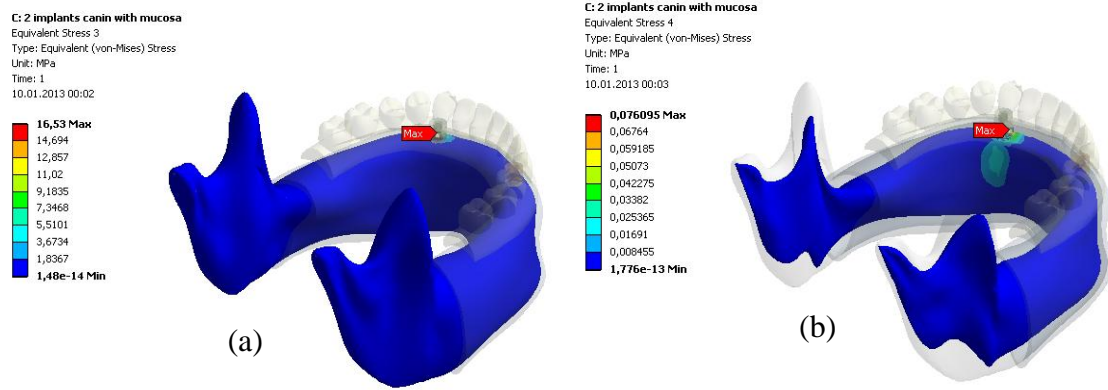 C: 2 implants canin with mucosa
Equivalent Stress 3
Type: Equivalent (von-Mises) Stress
Unit: MPa
Time: 1
10.01.2013 00:02
16,53 Max
14,694
12,857
11,02
9,1835
7,3468
5,5101
3,6734
1,8367
1,48e-14 Min
Max
(a)
C: 2 implants canin with mucosa
Equivalent Stress 4
Type: Equivalent (von-Mises) Stress
Unit: MPa
Time: 1
10.01.2013 00:03
0,076095 Max
0,06764
0,059185
0,05073
0,042275
0,03382
0,025365
0,01691
0,008455
1,776e-13 Min
Max
(b)